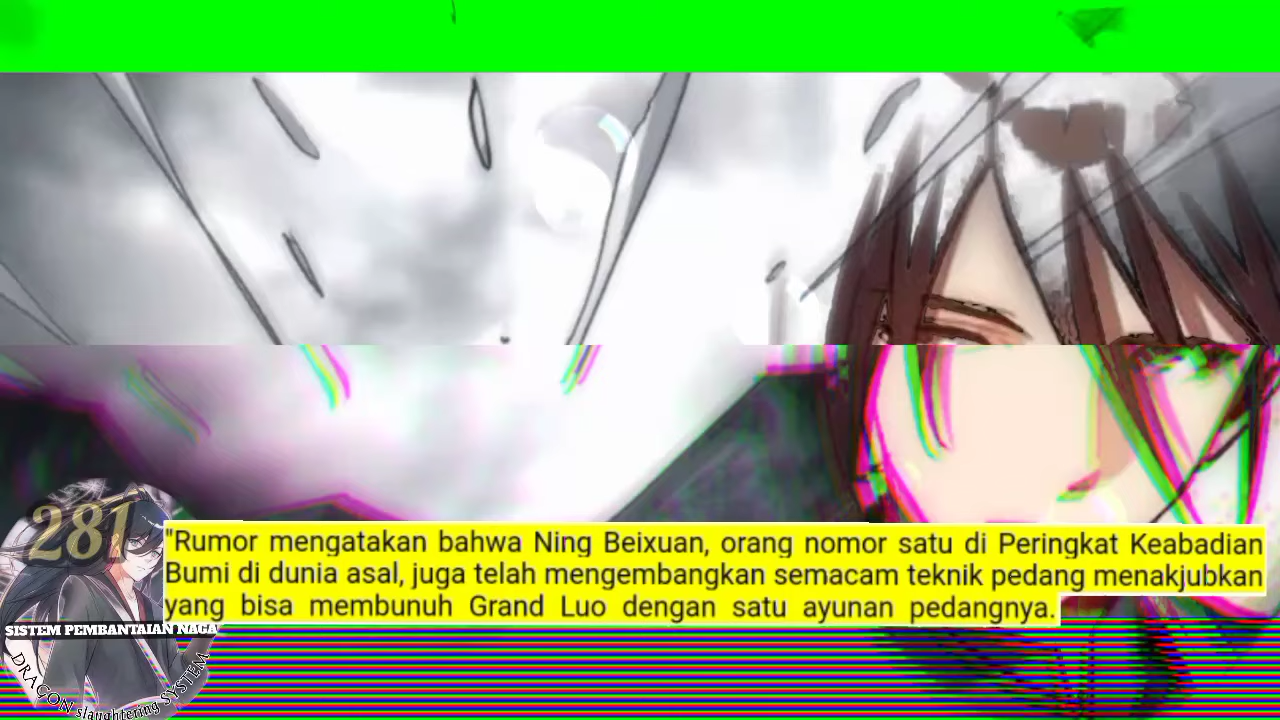 281
"Rumor mengatakan bahwa Ning Beixuan, orang nomor satu di Peringkat Keabadian
Bumi di dunia asal, juga telah mengembangkan semacam teknik pedang menakjubkan
yang bisa membunuh Grand Luo dengan satu ayunan pedangnya.
SISTEM PEMBANTAIAN NAGA
DRAGON slaughtering SYSTEM